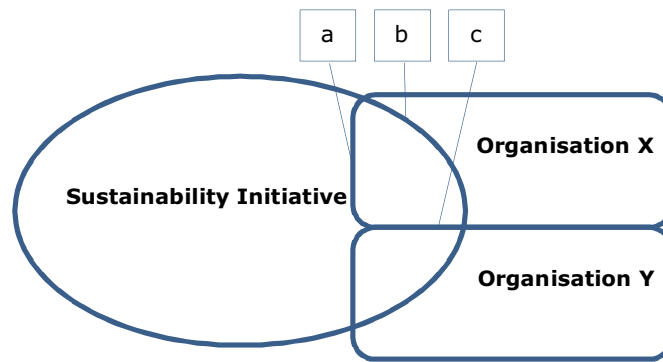 a b c
Organisation X
Sustainability Initiative
Organisation Y